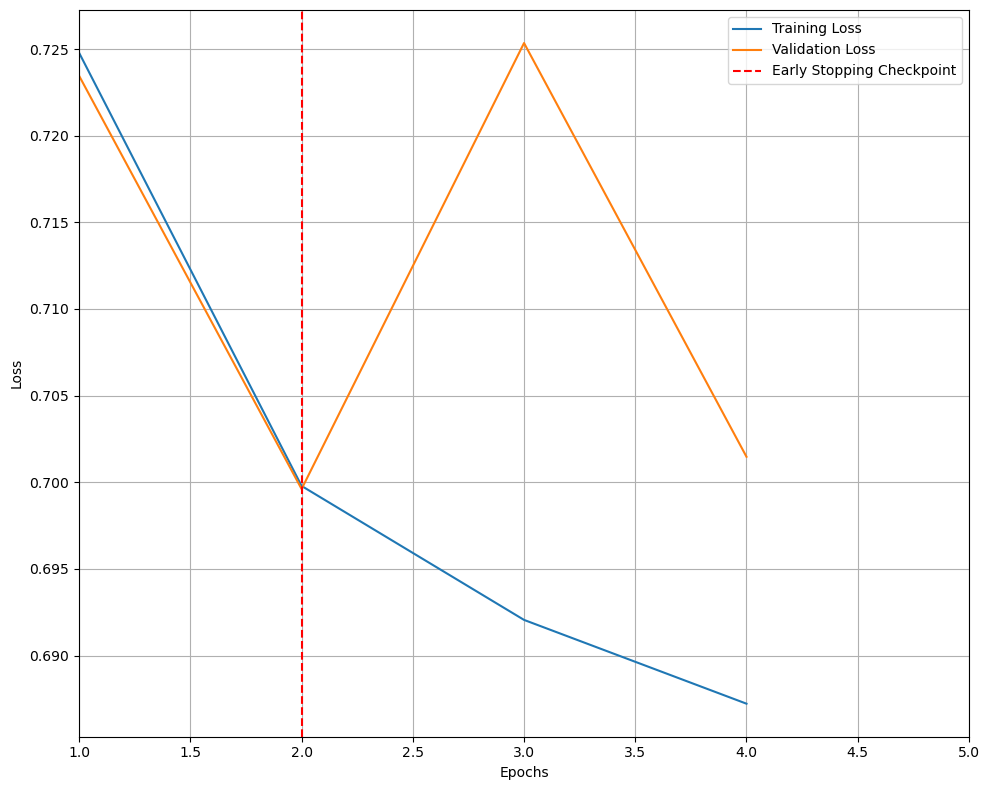 Training Loss
Validation Loss
Early Stopping Checkpoint
Loss
0.725
0.720
0.715
0.710
0.705
0.700
0.695
0.690
1.0 1.5 2.0 2.5 3.0 3.5 4.0 4.5 5.0
Epochs